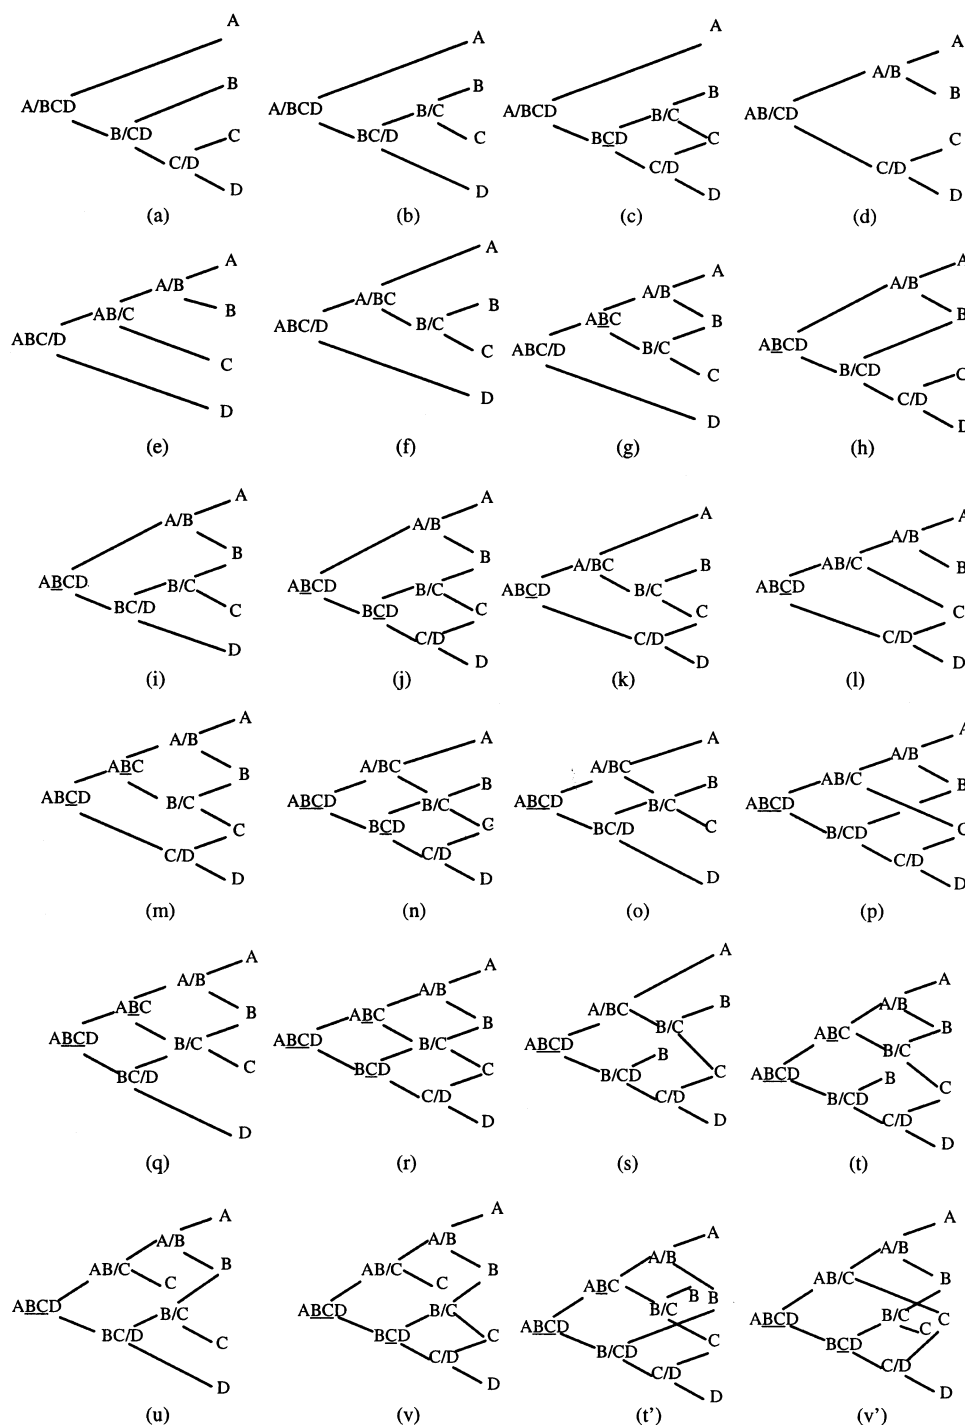 A
A/BCD
B
B/CD
C
C/D
D
(a)
A
A/BCD
B
B/C
BC/D
C
D
(b)
A
A/BCD
B
B/C
BCD
C
C/D
D
(c)
A
A/B
B
AB/CD
C
C/D
D
(d)
A
A/B
B
AB/C
ABC/D
C
D
(e)
A
A/BC
B
ABC/D
B/C
C
D
(f)
A
A/B
ABC
B
ABC/D
B/C
C
D
(g)
A
A/B
B
ABCD
B/CD
C
C/D
D
(h)
A
A/B
B
ABCD
B/C
BC/D
C
D
(i)
A
A/B
B
ABCD
B/C
BCD
C
C/D
D
(j)
A
A/BC
B
ABCD
B/C
C
C/D
D
(k)
A
A/B
AB/C
B
ABCD
C
C/D
D
(l)
A
A/B
ABC
B
ABCD
B/C
C
C/D
D
(m)
A
A/BC
B
ABCD
B/C
BCD
C
C/D
D
(n)
A
A/BC
B
ABCD
B/C
BC/D
C
D
(o)
A
A/B
AB/C
B
ABCD
B/CD
C
C/D
D
(p)
A
A/B
ABC
B
ABCD
B/C
BC/D
C
D
(q)
A
A/B
ABC
B
ABCD
B/C
BCD
C
C/D
D
(r)
A
A/BC
B
B/C
ABCD
B
B/CD
C
C/D
D
(s)
A
A/B
ABC
B
B/C
ABCD
B
B/CD
C
C/D
D
(t)
A
A/B
AB/C
B
C
ABCD
B/C
BC/D
C
D
(u)
A
A/B
AB/C
B
C
ABCD
B/C
BCD
C
C/D
D
(v)
A
A/B
ABC
B
B
B/C
ABCD
B/CD
C
C/D
D
(t')
A
A/B
AB/C
B
ABCD
B/C
C
C
BCD
C/D
D
(v')